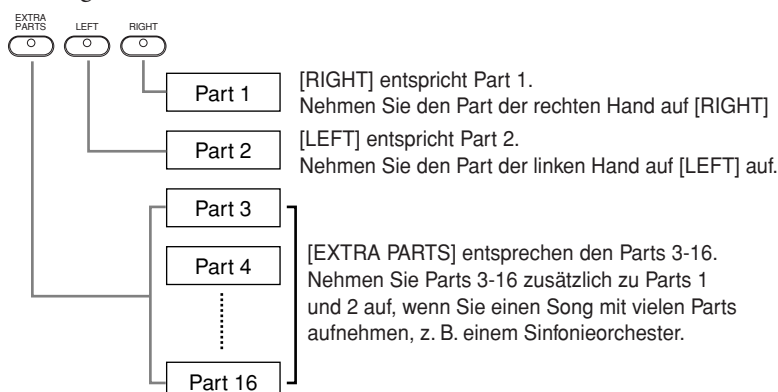 EXTRA
PARTS
LEFT
RIGHT
Part 1
[RIGHT] entspricht Part 1.
Nehmen Sie den Part der rechten Hand auf [RIGHT]
Part 2
[LEFT] entspricht Part 2.
Nehmen Sie den Part der linken Hand auf [LEFT] auf.
Part 3
Part 4
Part 16
[EXTRA PARTS] entsprechen den Parts 3-16.
Nehmen Sie Parts 3-16 zusätzlich zu Parts 1
und 2 auf, wenn Sie einen Song mit vielen Parts
aufnehmen, z. B. einem Sinfonieorchester.